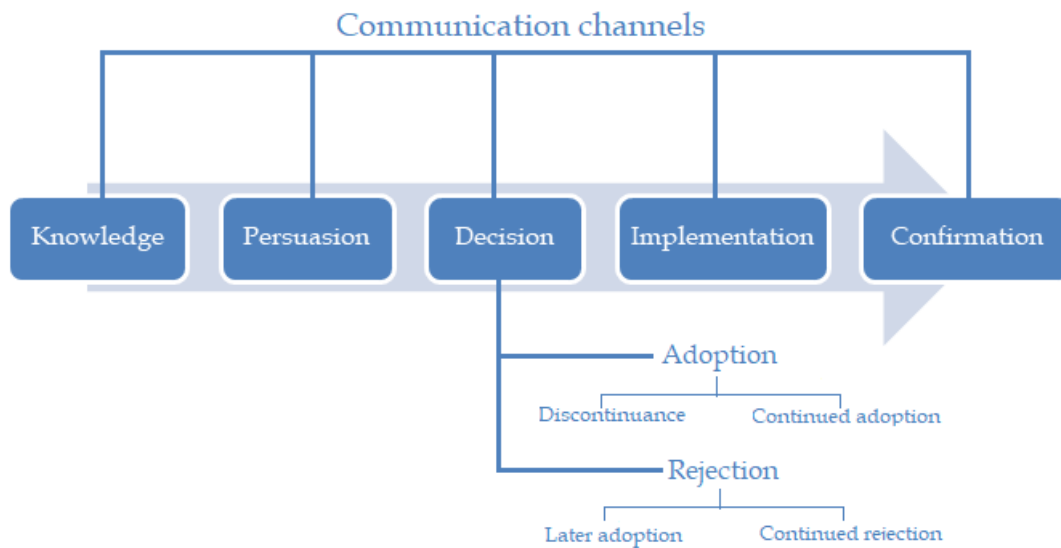 Communication channels
Knowledge
Persuasion
Decision
Implementation
Confirmation
Adoption
Discontinuance
Continued adoption
Rejection
Later adoption
Continued rejection